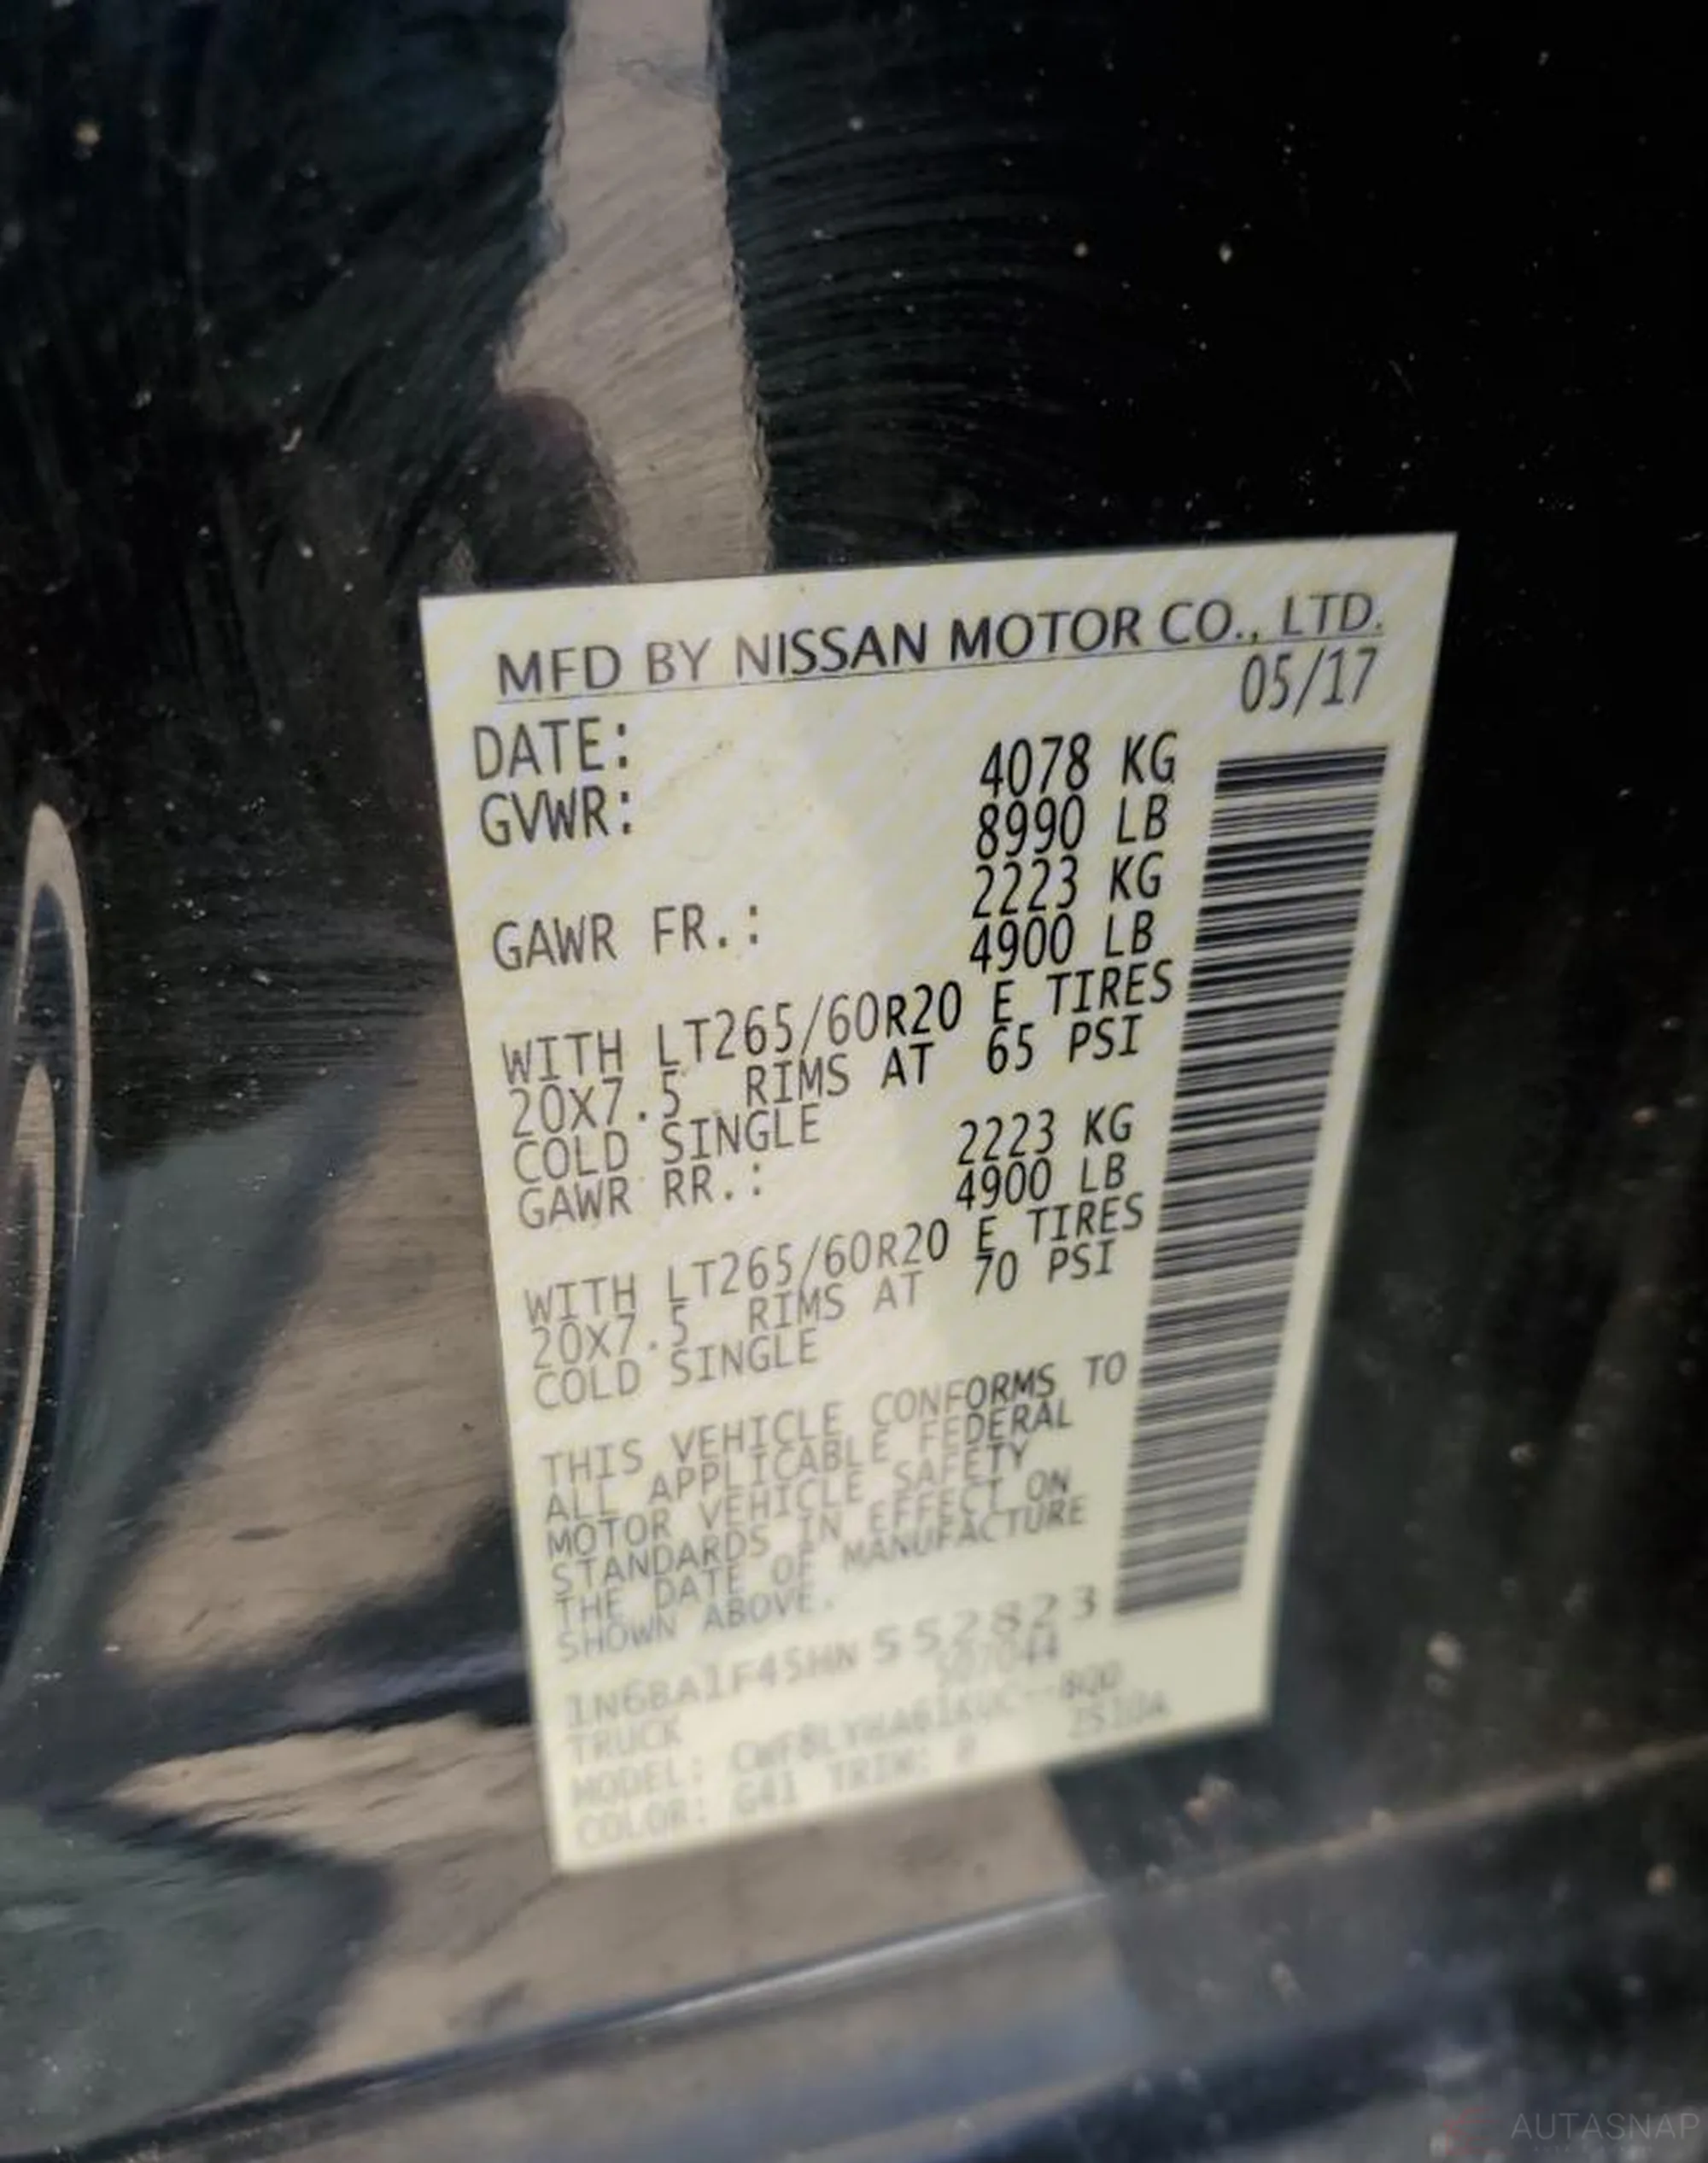 MFD BY NISSAN MOTOR CO., LTD.
DATE: 05/17
GVWR: 4078 KG
8990 LB
GAWR FR.: 2223 KG
4900 LB
WITH LT265/60R20 E TIRES
20X7.5 RIMS AT 65 PSI
COLD SINGLE
GAWR RR.: 2223 KG
4900 LB
WITH LT265/60R20 E TIRES
20X7.5 RIMS AT 70 PSI
COLD SINGLE
THIS VEHICLE CONFORMS TO
ALL APPLICABLE FEDERAL
MOTOR VEHICLE SAFETY
STANDARDS IN EFFECT ON
THE DATE OF MANUFACTURE
SHOWN ABOVE.
1N6BA1F45HN552823
TRUCK
MODEL:
COLOR: G41 TRIM:
AUTASNAP